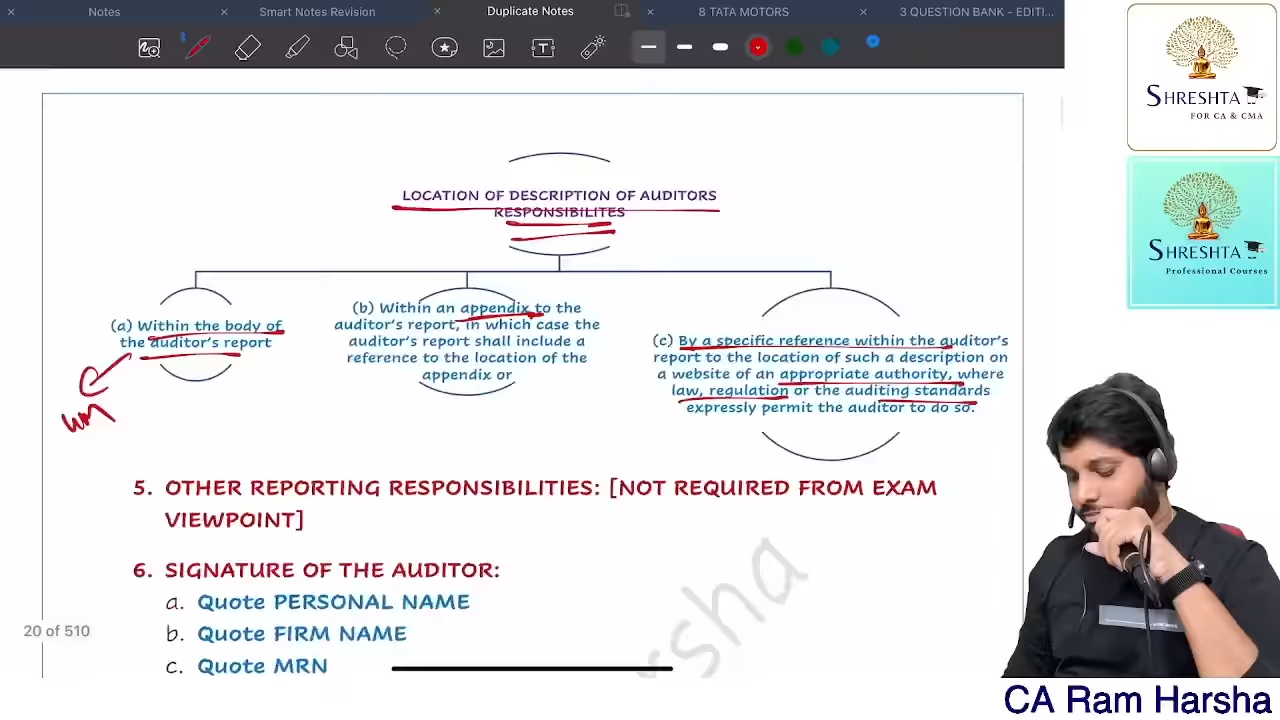 Notes
Smart Notes Revision
Duplicate Notes
8 TATA MOTORS
3 QUESTION BANK - EDITI...
SHRESHTA
FOR CA & CMA
SHRESHTA
Professional Courses
LOCATION OF DESCRIPTION OF AUDITORS
RESPONSIBILITES
(a) Within the body of
the auditor's report
(b) Within an appendix to the
auditor's report, in which case the
auditor's report shall include a
reference to the location of the
appendix or
(c) By a specific reference within the auditor's
report to the location of such a description on
a website of an appropriate authority, where
law, regulation or the auditing standards
expressly permit the auditor to do so.
5. OTHER REPORTING RESPONSIBILITIES: [NOT REQUIRED FROM EXAM
VIEWPOINT]
6. SIGNATURE OF THE AUDITOR:
a. Quote PERSONAL NAME
b. Quote FIRM NAME
c. Quote MRN
20 of 510
CA Ram Harsha